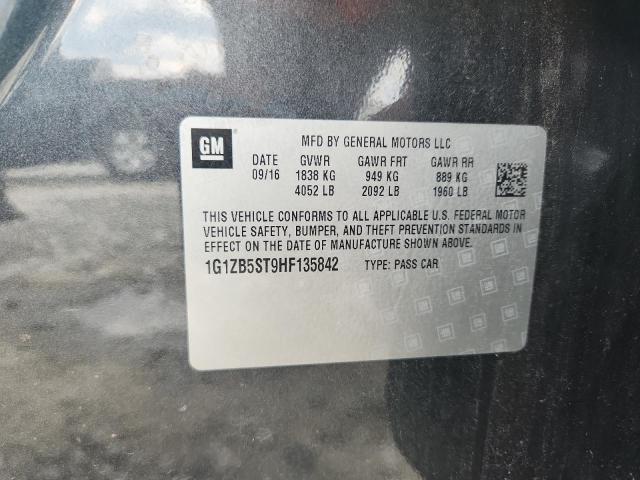 GM
MFD BY GENERAL MOTORS LLC
DATE GVWR GAWR FRT GAWR RR
09/16 1838 KG 949 KG 889 KG
4052 LB 2092 LB 1960 LB
THIS VEHICLE CONFORMS TO ALL APPLICABLE U.S. FEDERAL MOTOR
VEHICLE SAFETY, BUMPER, AND THEFT PREVENTION STANDARDS
IN EFFECT ON THE DATE OF MANUFACTURE SHOWN ABOVE.
1G1ZB5ST9HF135842 TYPE: PASS CAR